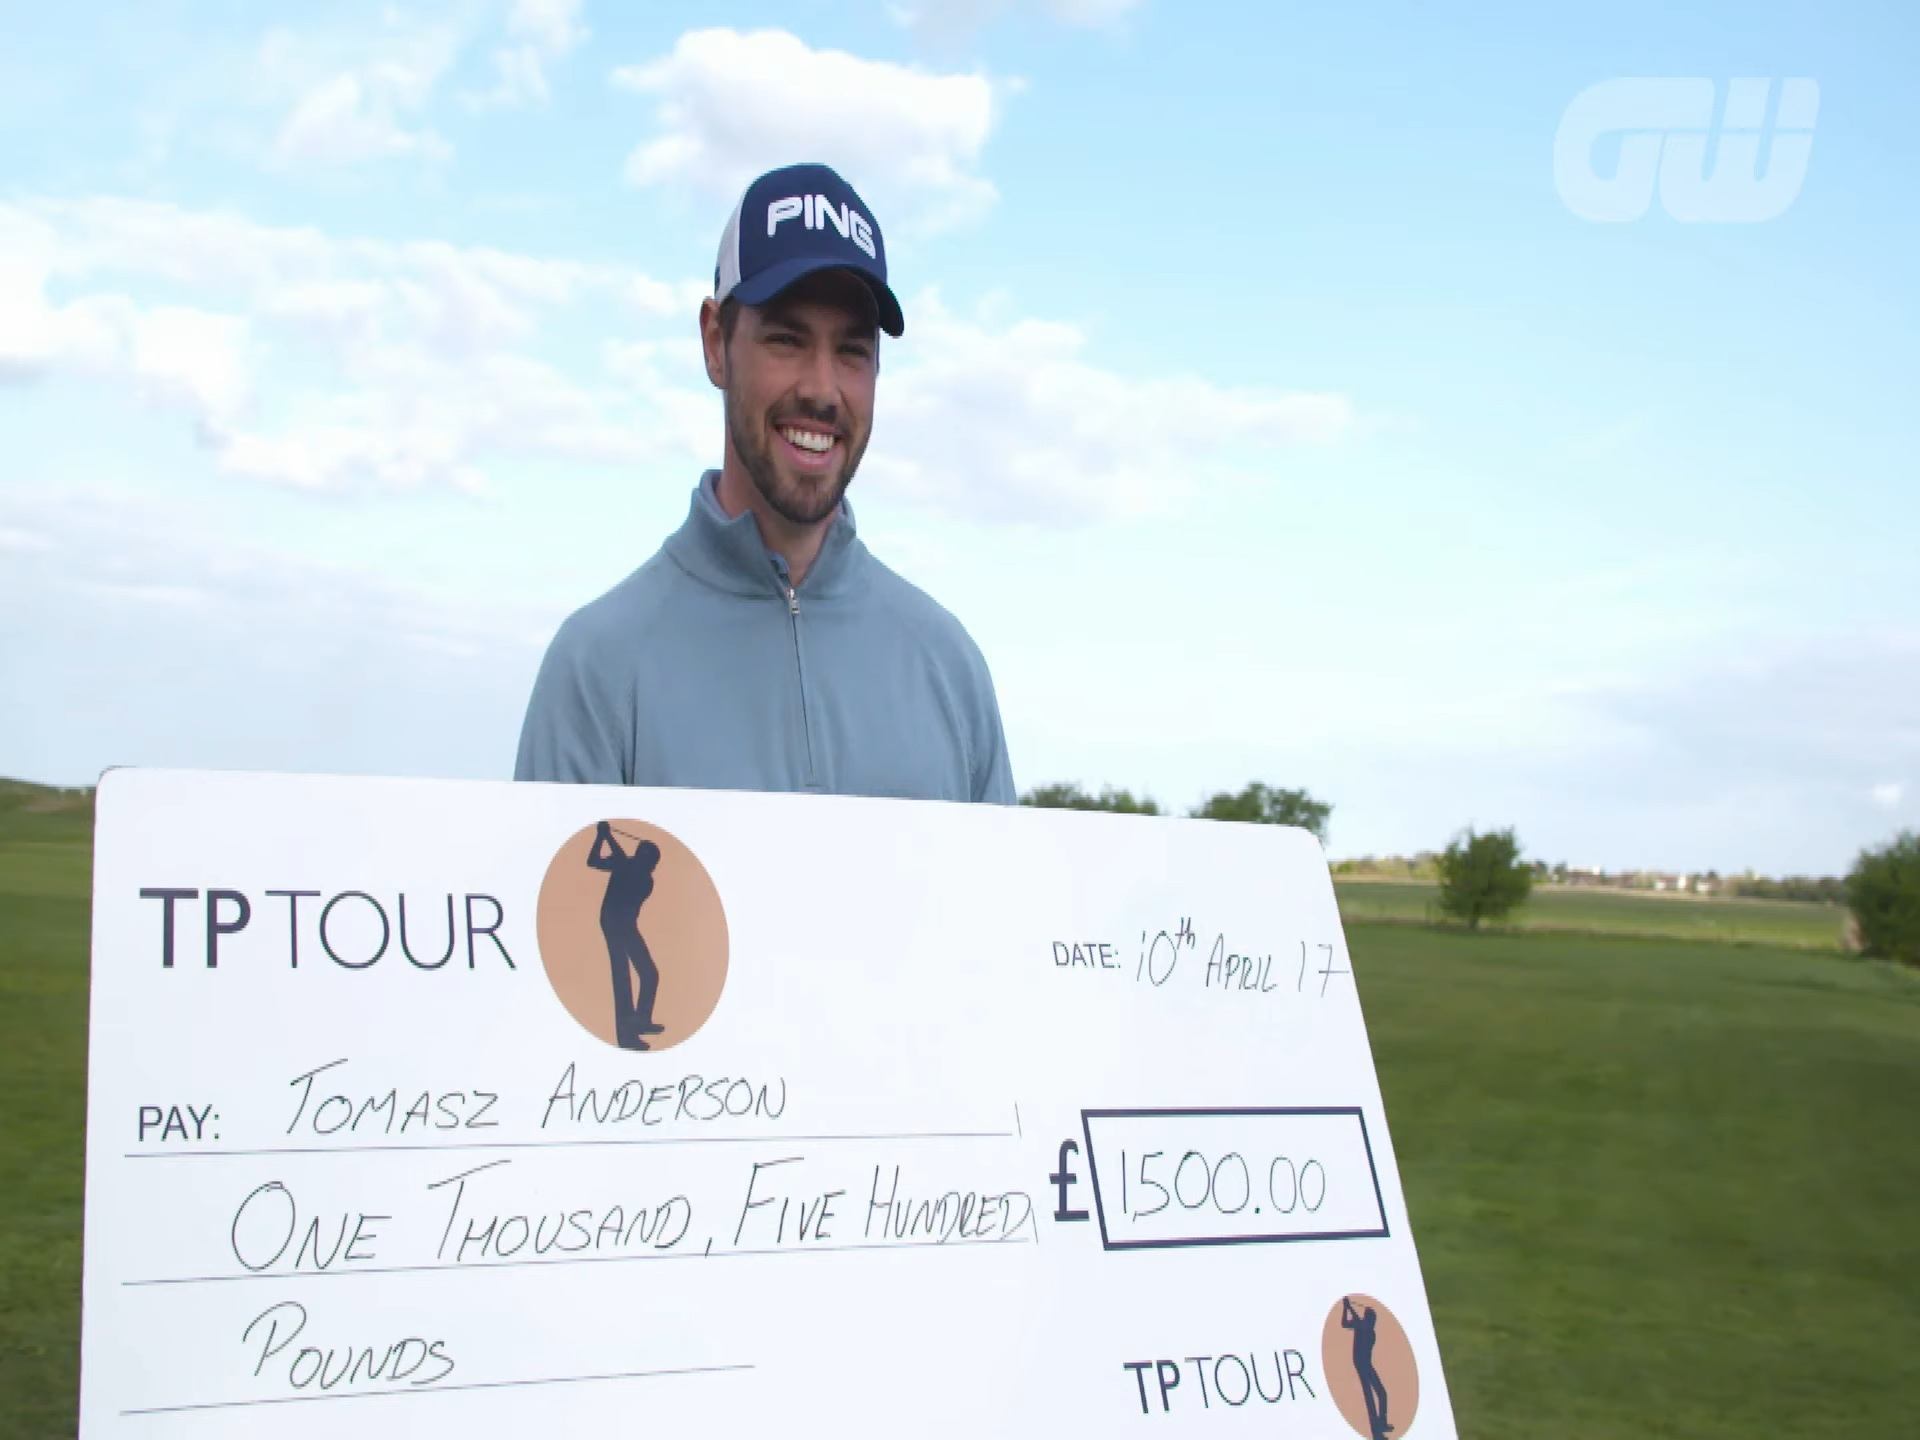 GW
PING
TP TOUR
DATE: 10th APRIL 17
PAY: TOMASZ ANDERSON
ONE THOUSAND, FIVE HUNDRED
£ 1,500.00
POUNDS
TP TOUR